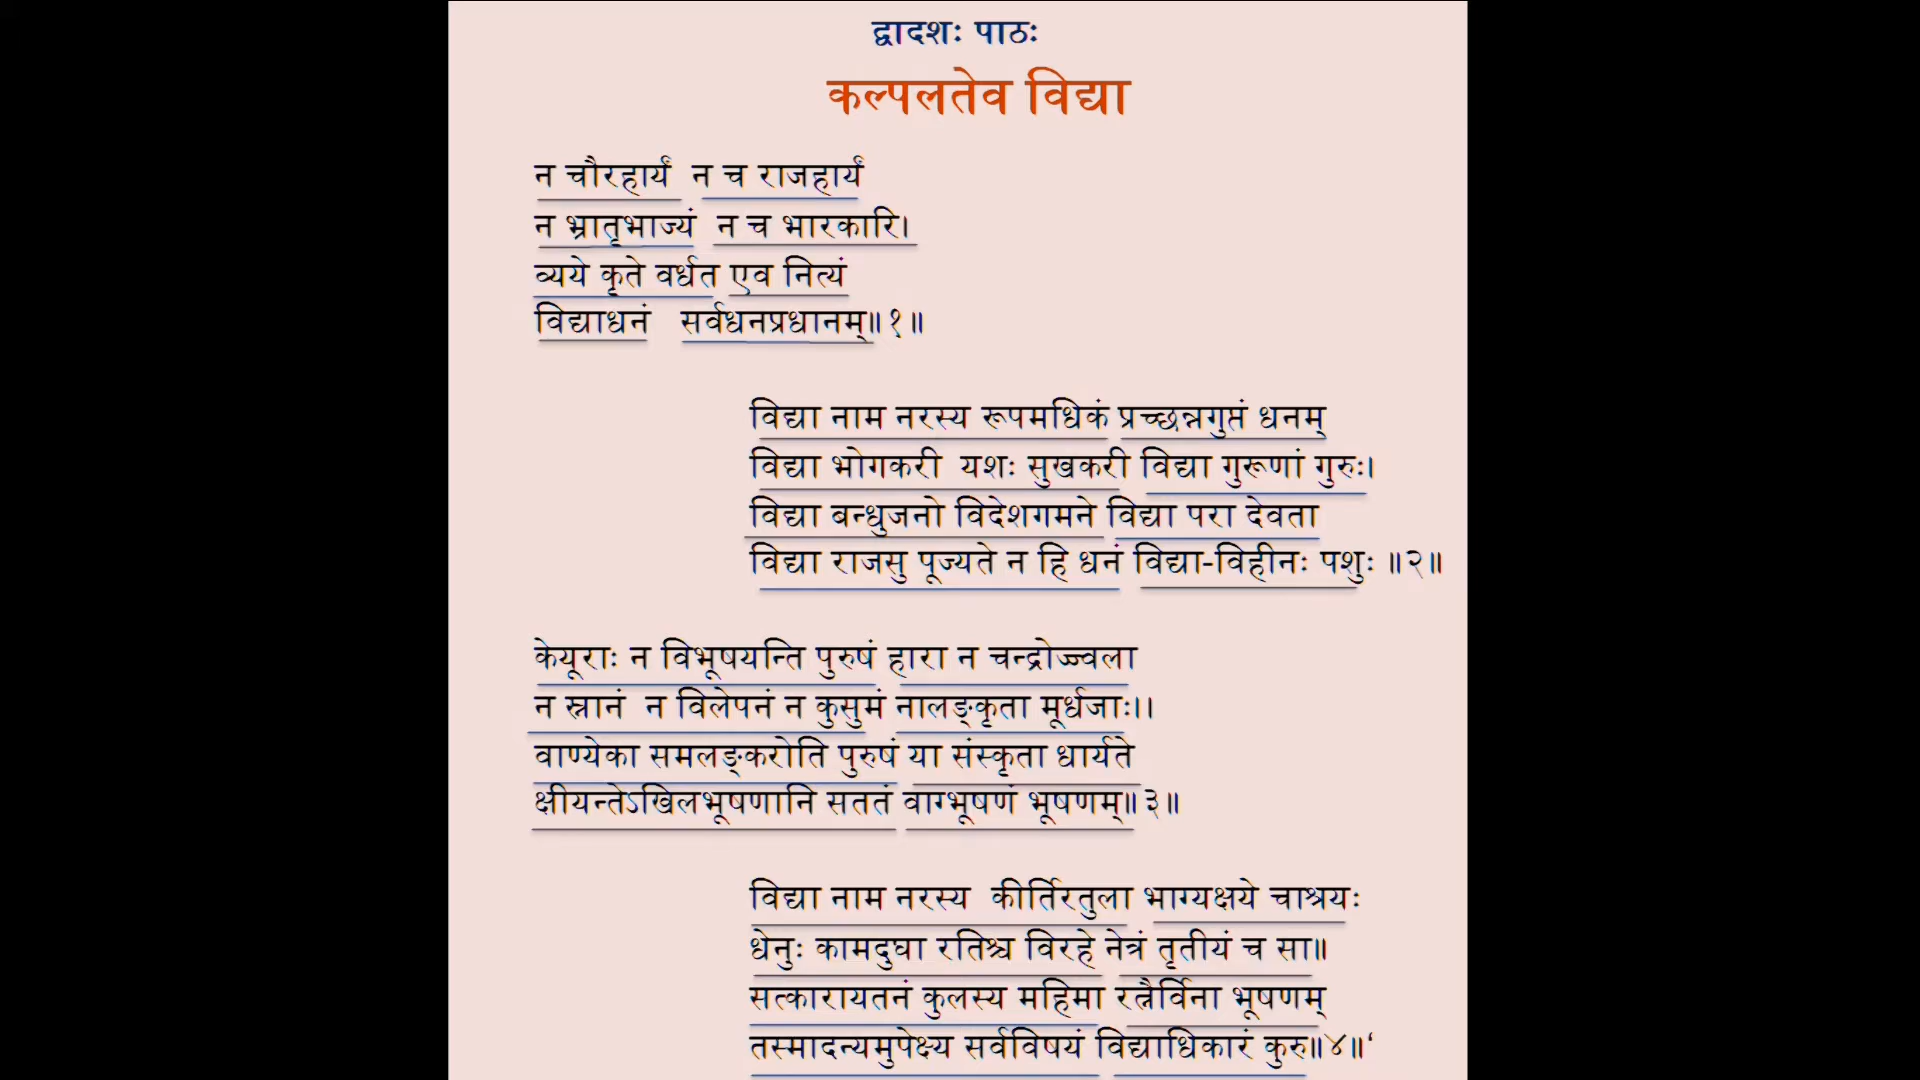 द्वादशः पाठः
कल्पलतेव विद्या
न चौरहार्यं न च राजहार्यं
न भ्रातृभाज्यं न च भारकारि।
व्यये कृते वर्धत एव नित्यं
विद्याधनं सर्वधनप्रधानम्॥१॥
विद्या नाम नरस्य रूपमधिकं प्रच्छन्नगुप्तं धनम्
विद्या भोगकरी यशः सुखकरी विद्या गुरूणां गुरुः।
विद्या बन्धुजनो विदेशगमने विद्या परा देवता
विद्या राजसु पूज्यते न हि धनं विद्या-विहीनः पशुः ॥२॥
केयूराः न विभूषयन्ति पुरुषं हारा न चन्द्रोज्ज्वला
न स्नानं न विलेपनं न कुसुमं नालङ्कृता मूर्धजाः।।
वाण्येका समलङ्करोति पुरुषं या संस्कृता धार्यते
क्षीयन्तेऽखिलभूषणानि सततं वाग्भूषणं भूषणम्॥३॥
विद्या नाम नरस्य कीर्तिरतुला भाग्यक्षये चाश्रयः
धेनुः कामदुघा रतिश्च विरहे नेत्रं तृतीयं च सा॥
सत्कारायतनं कुलस्य महिमा रत्नैर्विना भूषणम्
तस्मादन्यमुपेक्ष्य सर्वविषयं विद्याधिकारं कुरु॥४॥‘